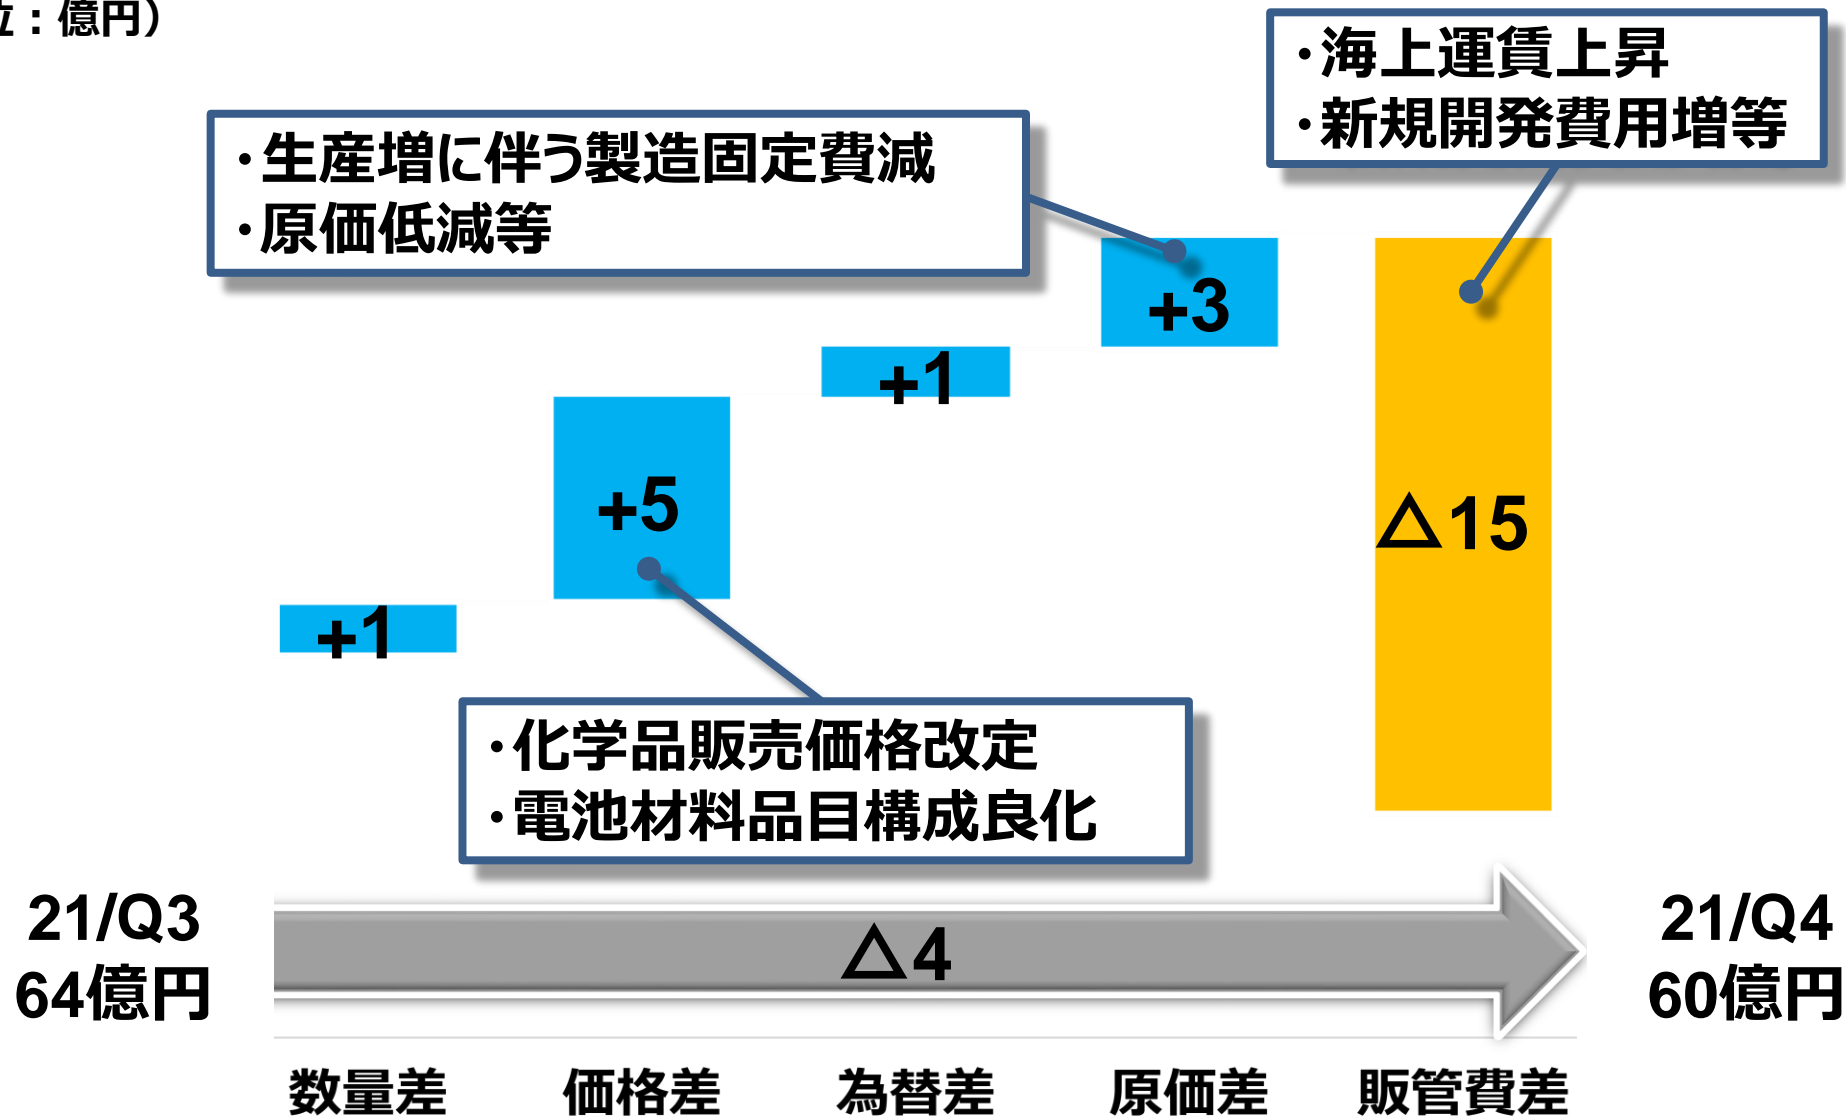 ：億円）
・海上運賃上昇
・新規開発費用増等
・生産増に伴う製造固定費減
・原価低減等
+3
+1
+5
△15
+1
・化学品販売価格改定
・電池材料品目構成良化
21/Q3
64億円
△4
21/Q4
60億円
数量差 価格差 為替差 原価差 販管費差